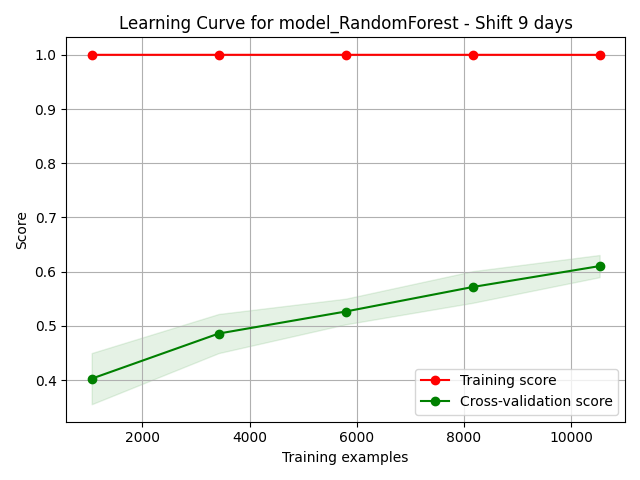 Learning Curve for model_RandomForest - Shift 9 days
Score
1.0
0.9
0.8
0.7
0.6
0.5
0.4
Training score
Cross-validation score
2000 4000 6000 8000 10000
Training examples